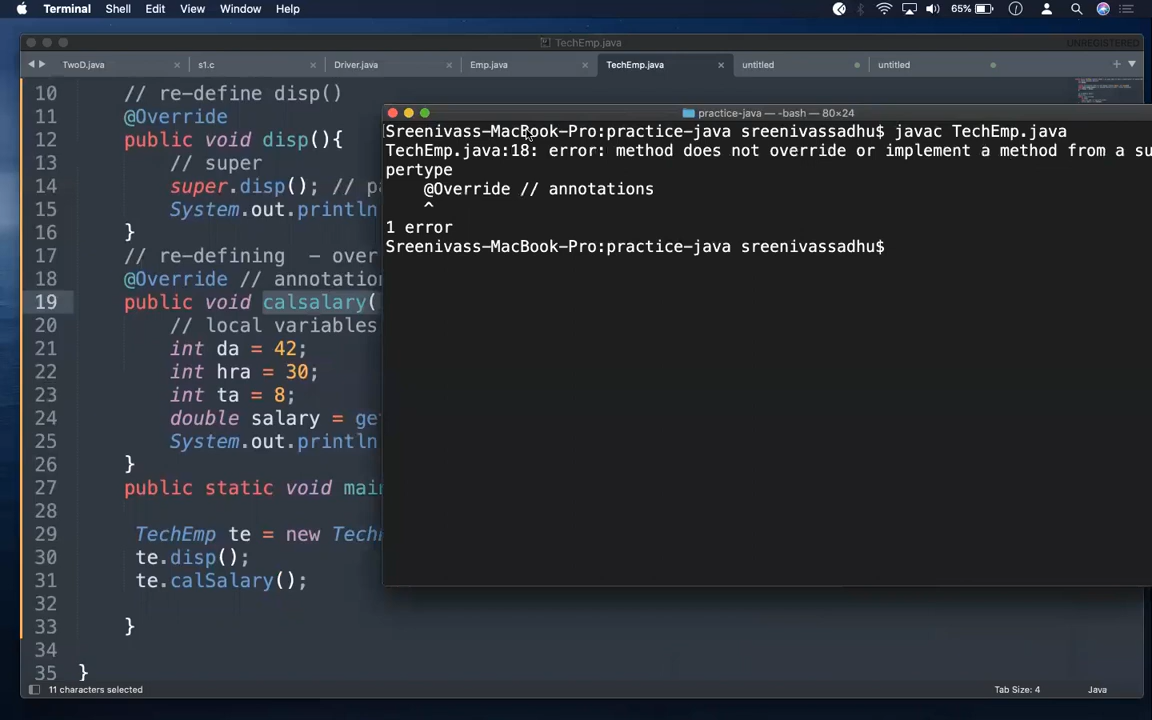 Terminal Shell Edit View Window Help 65%
TechEmp.java UNREGISTERED
TwoD.java s1.c Driver.java Emp.java TechEmp.java untitled untitled
10 // re-define disp()
11 @Override
12 public void disp(){
13 // super
14 super.disp(); //
15 System.out.println
16 }
17 // re-defining - over
18 @Override // annotation
19 public void calsalary(
20 // local variables
21 int da = 42;
22 int hra = 30;
23 int ta = 8;
24 double salary = ge
25 System.out.println
26 }
27 public static void mai
28
29 TechEmp te = new Tech
30 te.disp();
31 te.calSalary();
32
33 }
34
35 }
11 characters selected Tab Size: 4 Java
practice-java — -bash — 80×24
Sreenivass-MacBook-Pro:practice-java sreenivassadhu$ javac TechEmp.java
TechEmp.java:18: error: method does not override or implement a method from a su
pertype
@Override // annotations
^
1 error
Sreenivass-MacBook-Pro:practice-java sreenivassadhu$